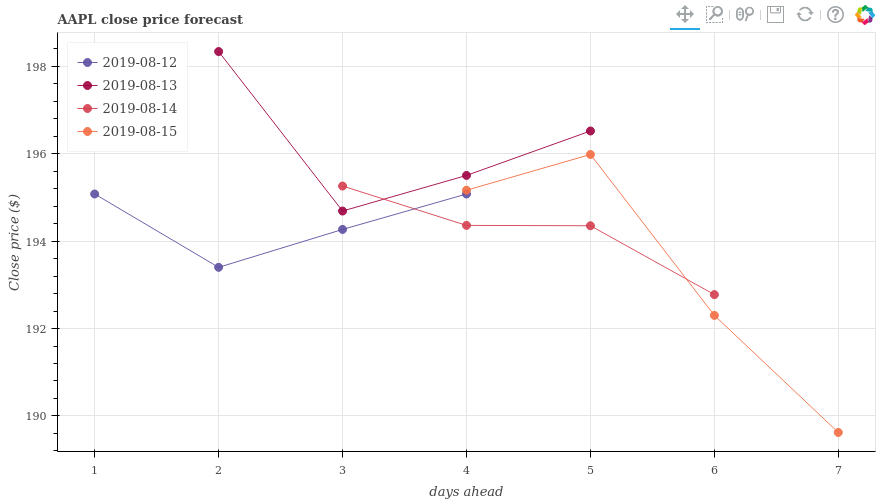 AAPL close price forecast
2019-08-12
2019-08-13
2019-08-14
2019-08-15
Close price ($)
198
196
194
192
190
1 2 3 4 5 6 7
days ahead